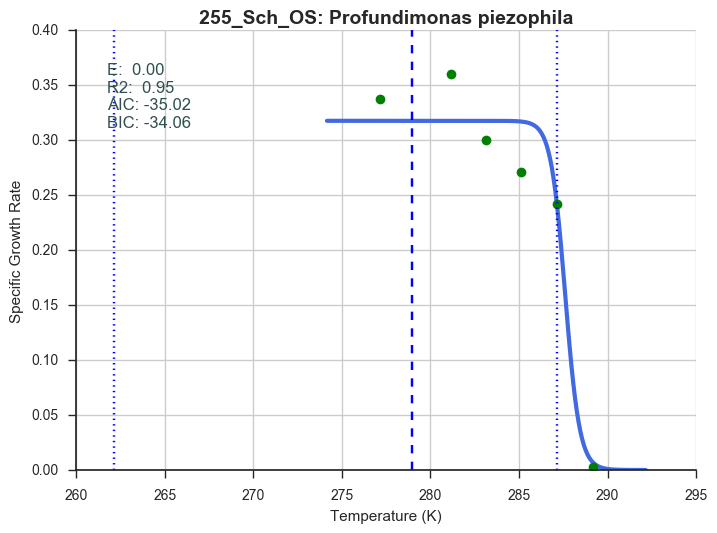 255_Sch_OS: Profundimonas piezophila
E:  0.00
R2:  0.95
AIC: -35.02
BIC: -34.06
Specific Growth Rate
0.40
0.35
0.30
0.25
0.20
0.15
0.10
0.05
0.00
260 265 270 275 280 285 290 295
Temperature (K)